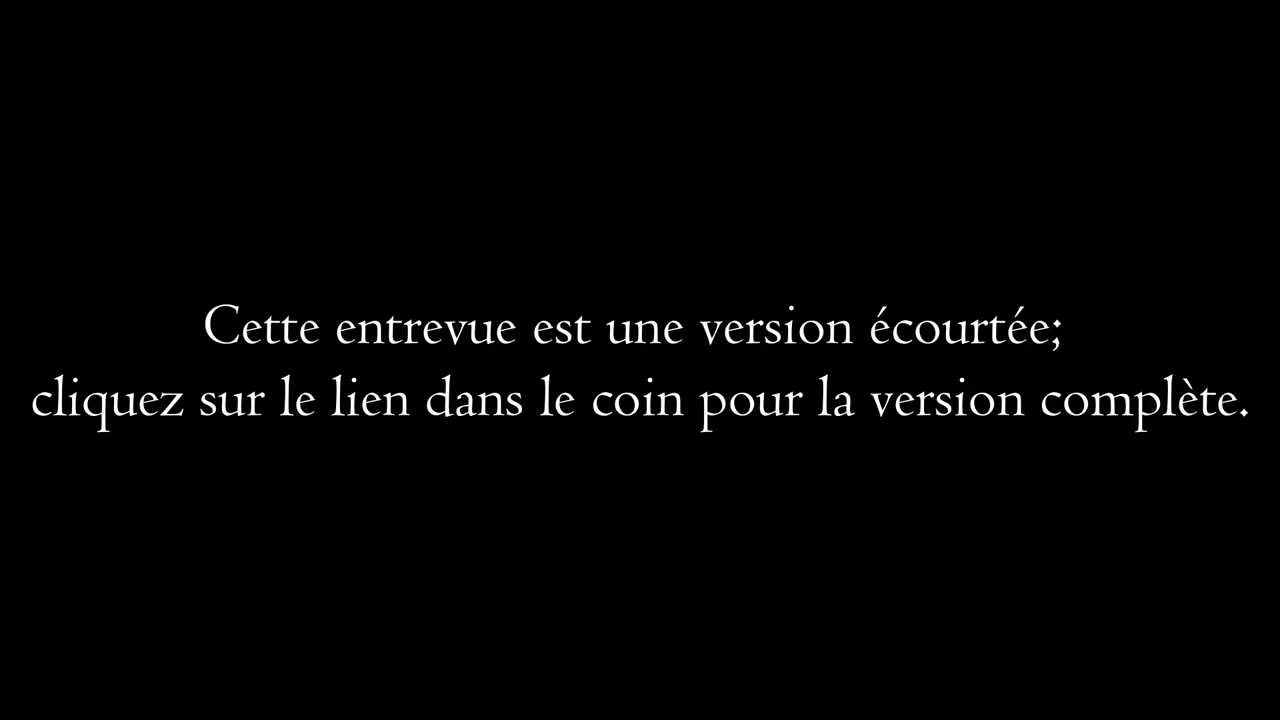 Cette entrevue est une version écourtée;
cliquez sur le lien dans le coin pour la version complète.